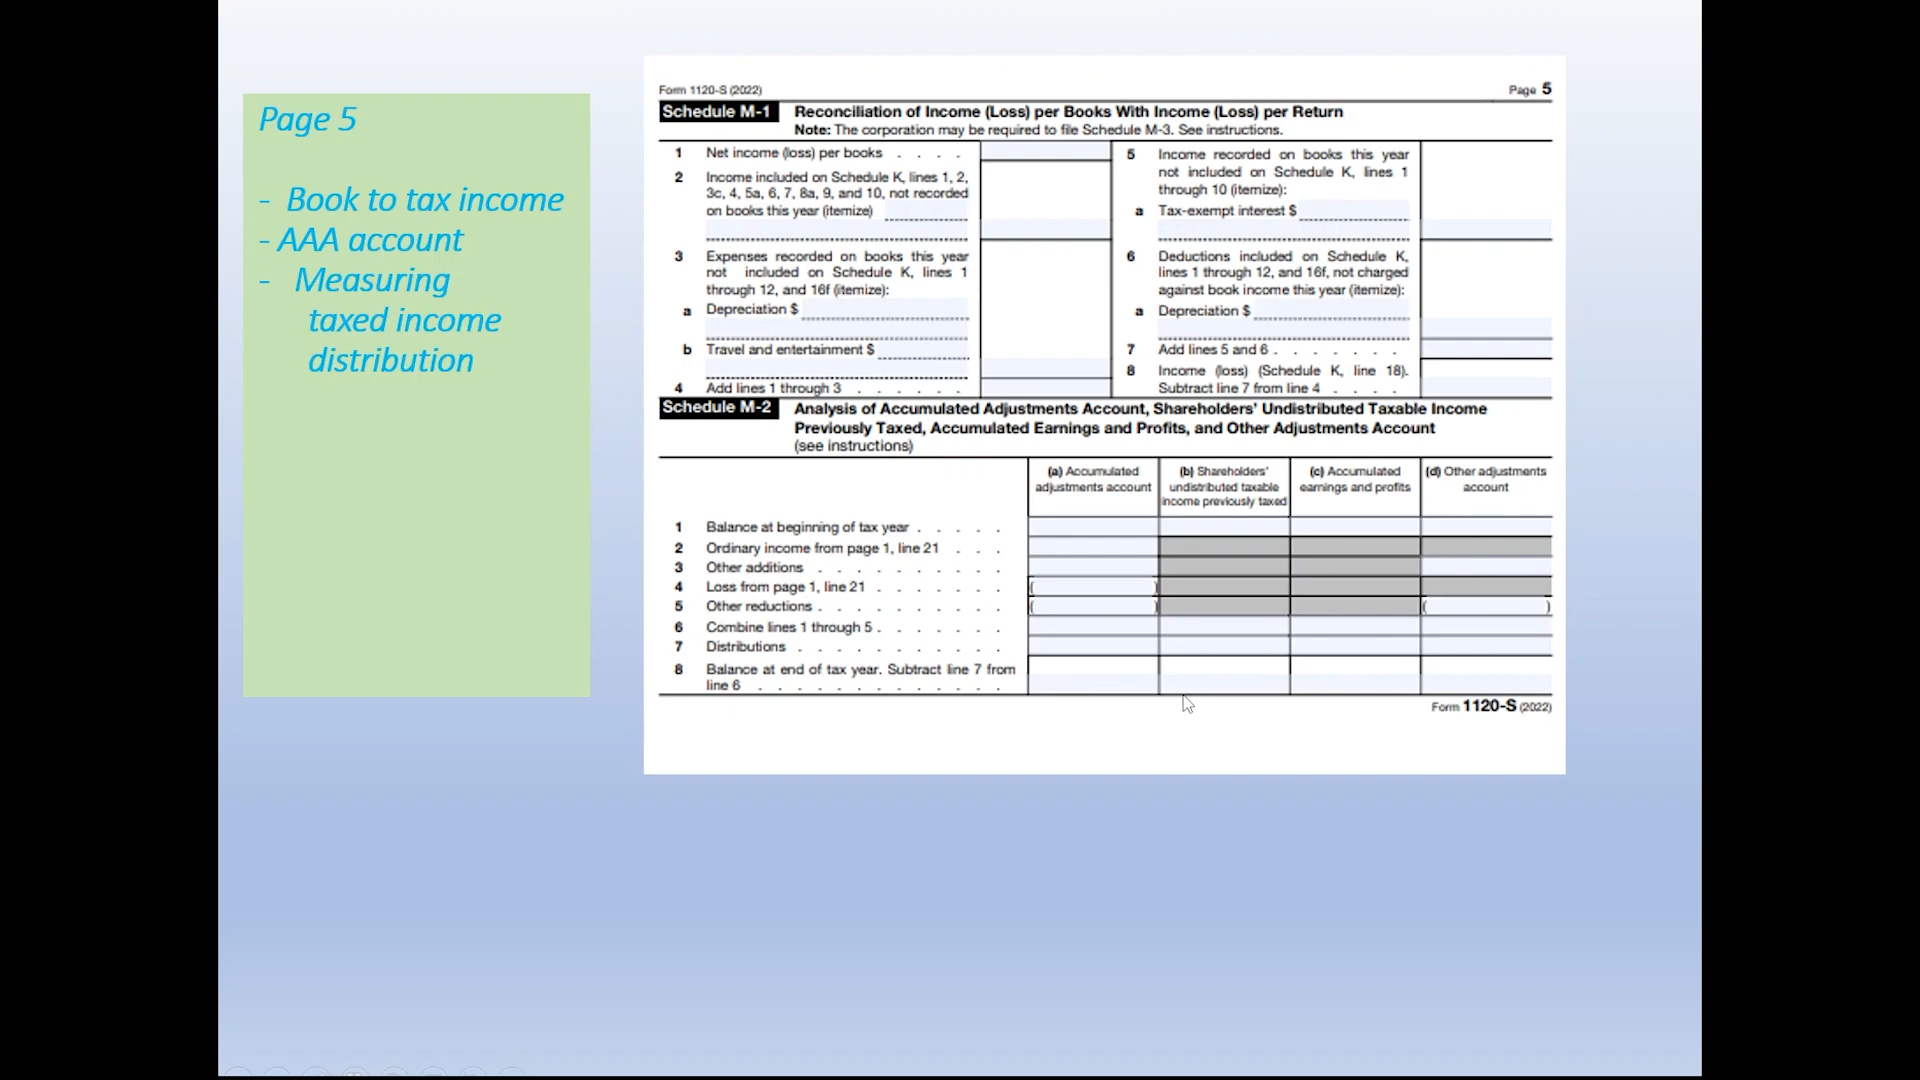 Page 5
- Book to tax income
- AAA account
- Measuring
taxed income
distribution
Form 1120-S (2022)
Page 5
Schedule M-1 Reconciliation of Income (Loss) per Books With Income (Loss) per Return
Note: The corporation may be required to file Schedule M-3. See instructions.
1 Net income (loss) per books . . . .
2 Income included on Schedule K, lines 1, 2,
3c, 4, 5a, 6, 7, 8a, 9, and 10, not recorded
on books this year (itemize)
3 Expenses recorded on books this year
not included on Schedule K, lines 1
through 12, and 16f (itemize):
a Depreciation $
b Travel and entertainment $
4 Add lines 1 through 3 . . . . . .
5 Income recorded on books this year
not included on Schedule K, lines 1
through 10 (itemize):
a Tax-exempt interest $
6 Deductions included on Schedule K,
lines 1 through 12, and 16f, not charged
against book income this year (itemize):
a Depreciation $
7 Add lines 5 and 6 . . . . . . .
8 Income (loss) (Schedule K, line 18).
Subtract line 7 from line 4 . . . .
Schedule M-2 Analysis of Accumulated Adjustments Account, Shareholders' Undistributed Taxable Income
Previously Taxed, Accumulated Earnings and Profits, and Other Adjustments Account
(see instructions)
(a) Accumulated
adjustments account
(b) Shareholders'
undistributed taxable
income previously taxed
(c) Accumulated
earnings and profits
(d) Other adjustments
account
1 Balance at beginning of tax year . . . . .
2 Ordinary income from page 1, line 21 . . .
3 Other additions . . . . . . . . . .
4 Loss from page 1, line 21 . . . . . . . ( )
5 Other reductions . . . . . . . . . . ( ) ( )
6 Combine lines 1 through 5 . . . . . . .
7 Distributions . . . . . . . . . . .
8 Balance at end of tax year. Subtract line 7 from
line 6 . . . . . . . . . . . . .
Form 1120-S (2022)